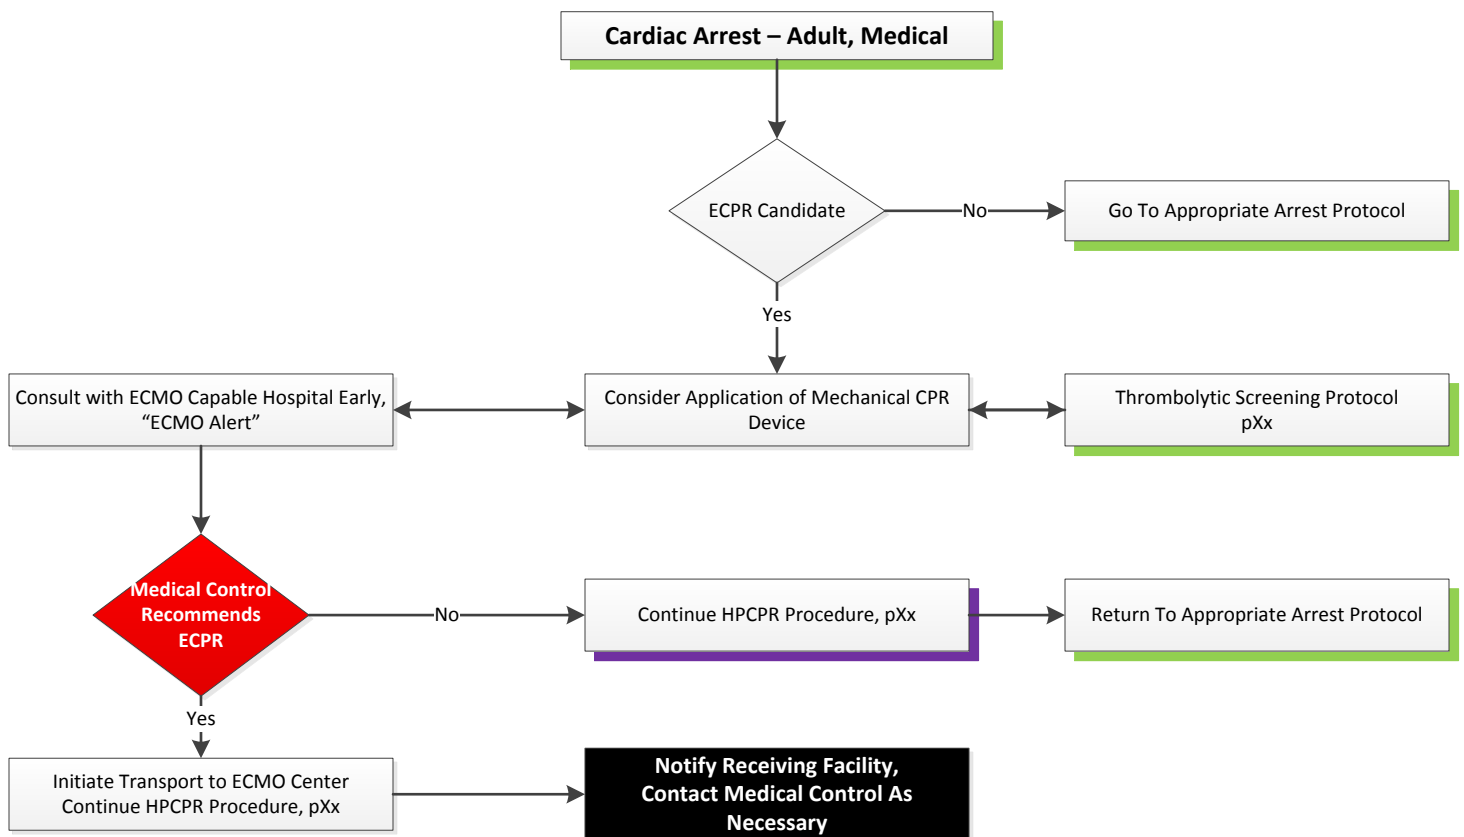 Cardiac Arrest – Adult, Medical
ECPR Candidate
No
Go To Appropriate Arrest Protocol
Yes
Consult with ECMO Capable Hospital Early,
“ECMO Alert”
Consider Application of Mechanical CPR
Device
Thrombolytic Screening Protocol
pXx
Medical Control
Recommends
ECPR
No
Continue HPCPR Procedure, pXx
Return To Appropriate Arrest Protocol
Yes
Initiate Transport to ECMO Center
Continue HPCPR Procedure, pXx
Notify Receiving Facility,
Contact Medical Control As
Necessary